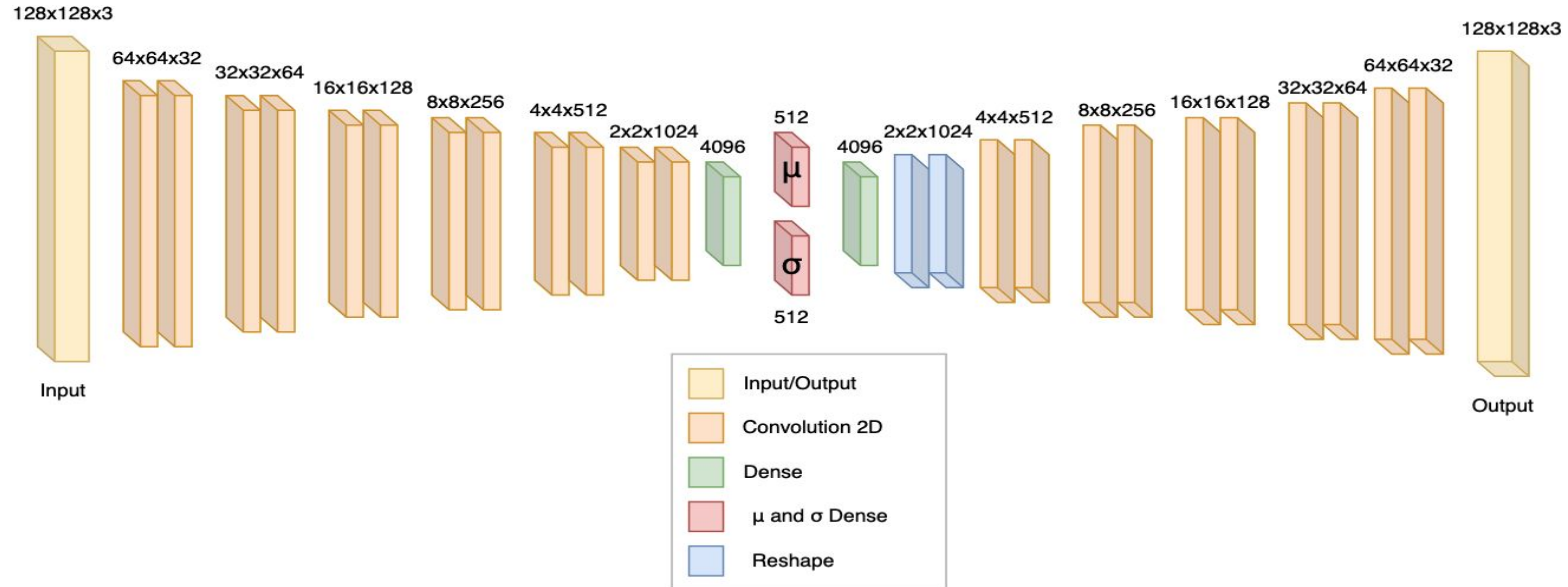 128x128x3
64x64x32
32x32x64
16x16x128
8x8x256
4x4x512
2x2x1024
4096
512
μ
σ
512
4096
2x2x1024
4x4x512
8x8x256
16x16x128
32x32x64
64x64x32
128x128x3
Input
Output
Input/Output
Convolution 2D
Dense
μ and σ Dense
Reshape